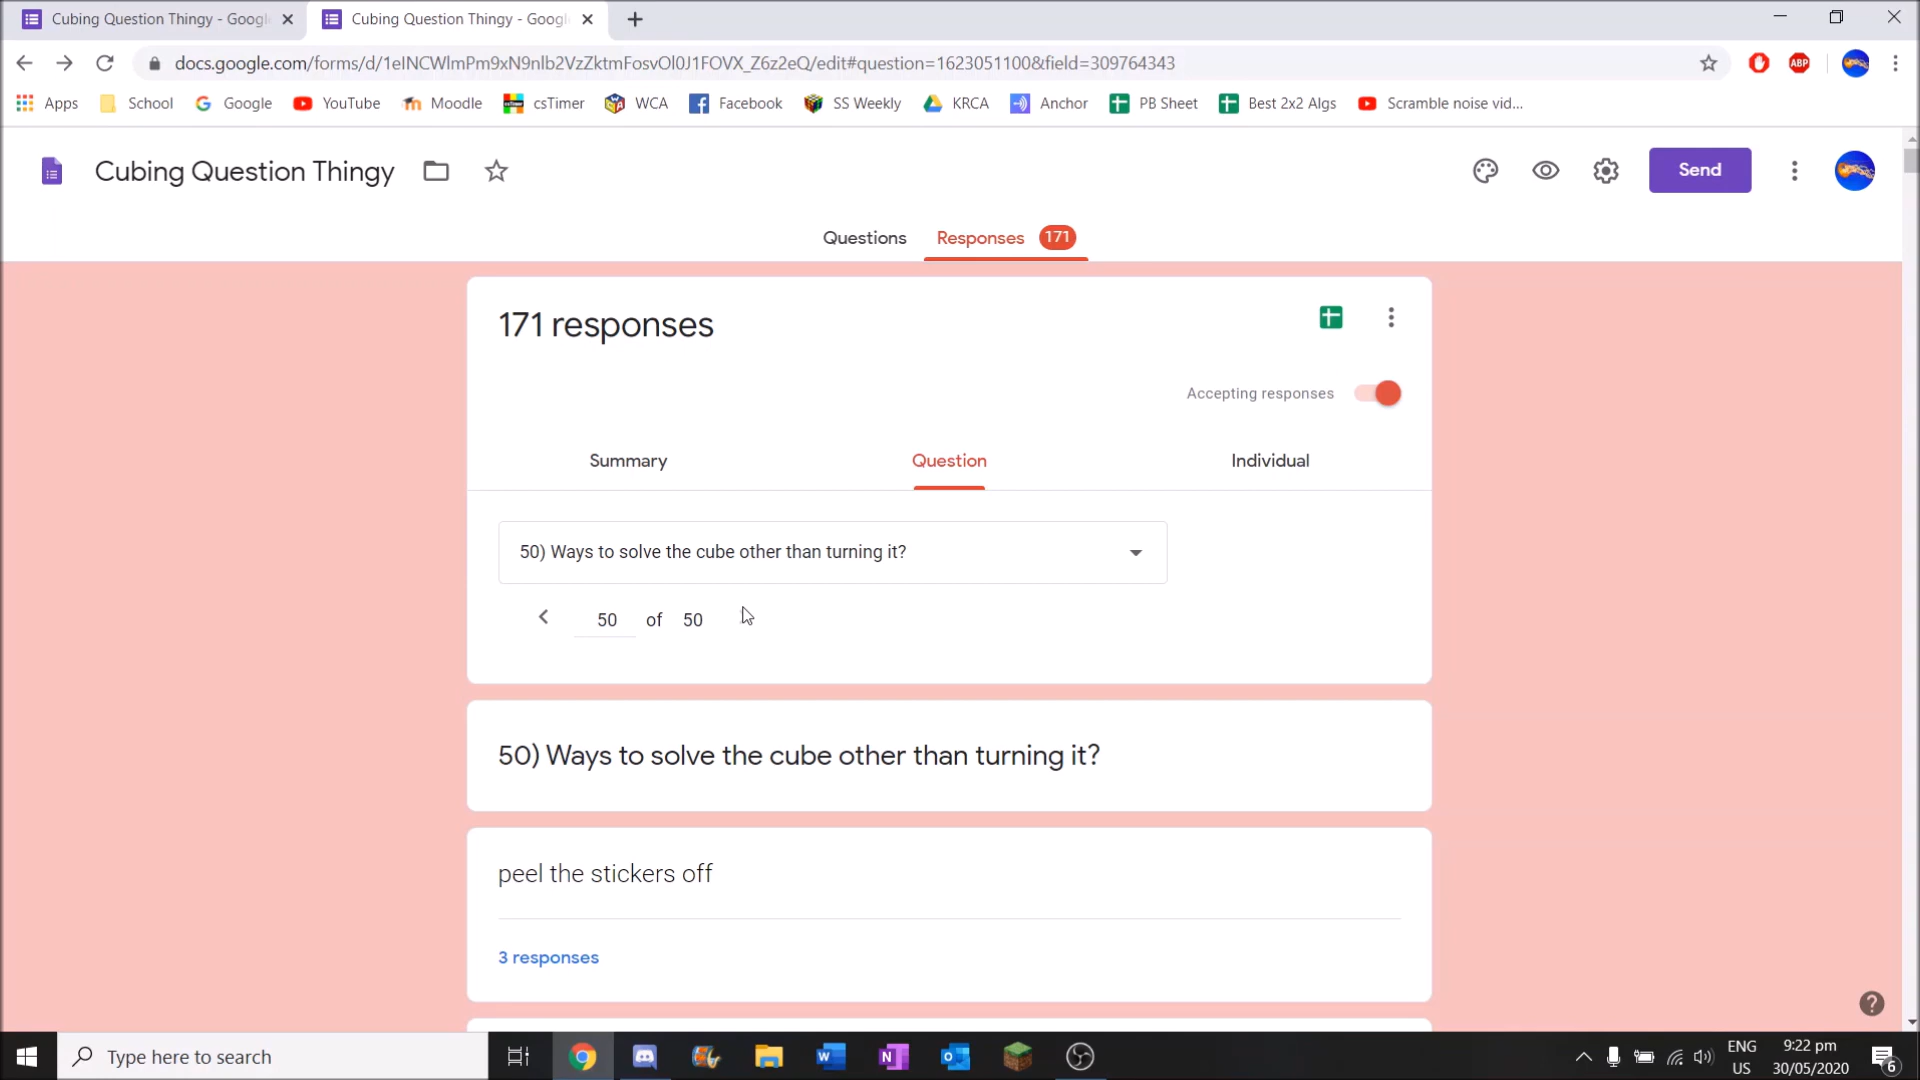 Cubing Question Thingy - Googl
Cubing Question Thingy - Googl
docs.google.com/forms/d/1eINCWlmPm9xN9nlb2VzZktmFosvOl0J1FOVX_Z6z2eQ/edit#question=1623051100&field=309764343
ABP
Apps School Google YouTube Moodle csTimer WCA Facebook SS Weekly KRCA Anchor PB Sheet Best 2x2 Algs Scramble noise vid...
Cubing Question Thingy
Send
Questions Responses 171
171 responses
Accepting responses
Summary Question Individual
50) Ways to solve the cube other than turning it?
50 of 50
50) Ways to solve the cube other than turning it?
peel the stickers off
3 responses
Type here to search
ENG
US
9:22 pm
30/05/2020
6